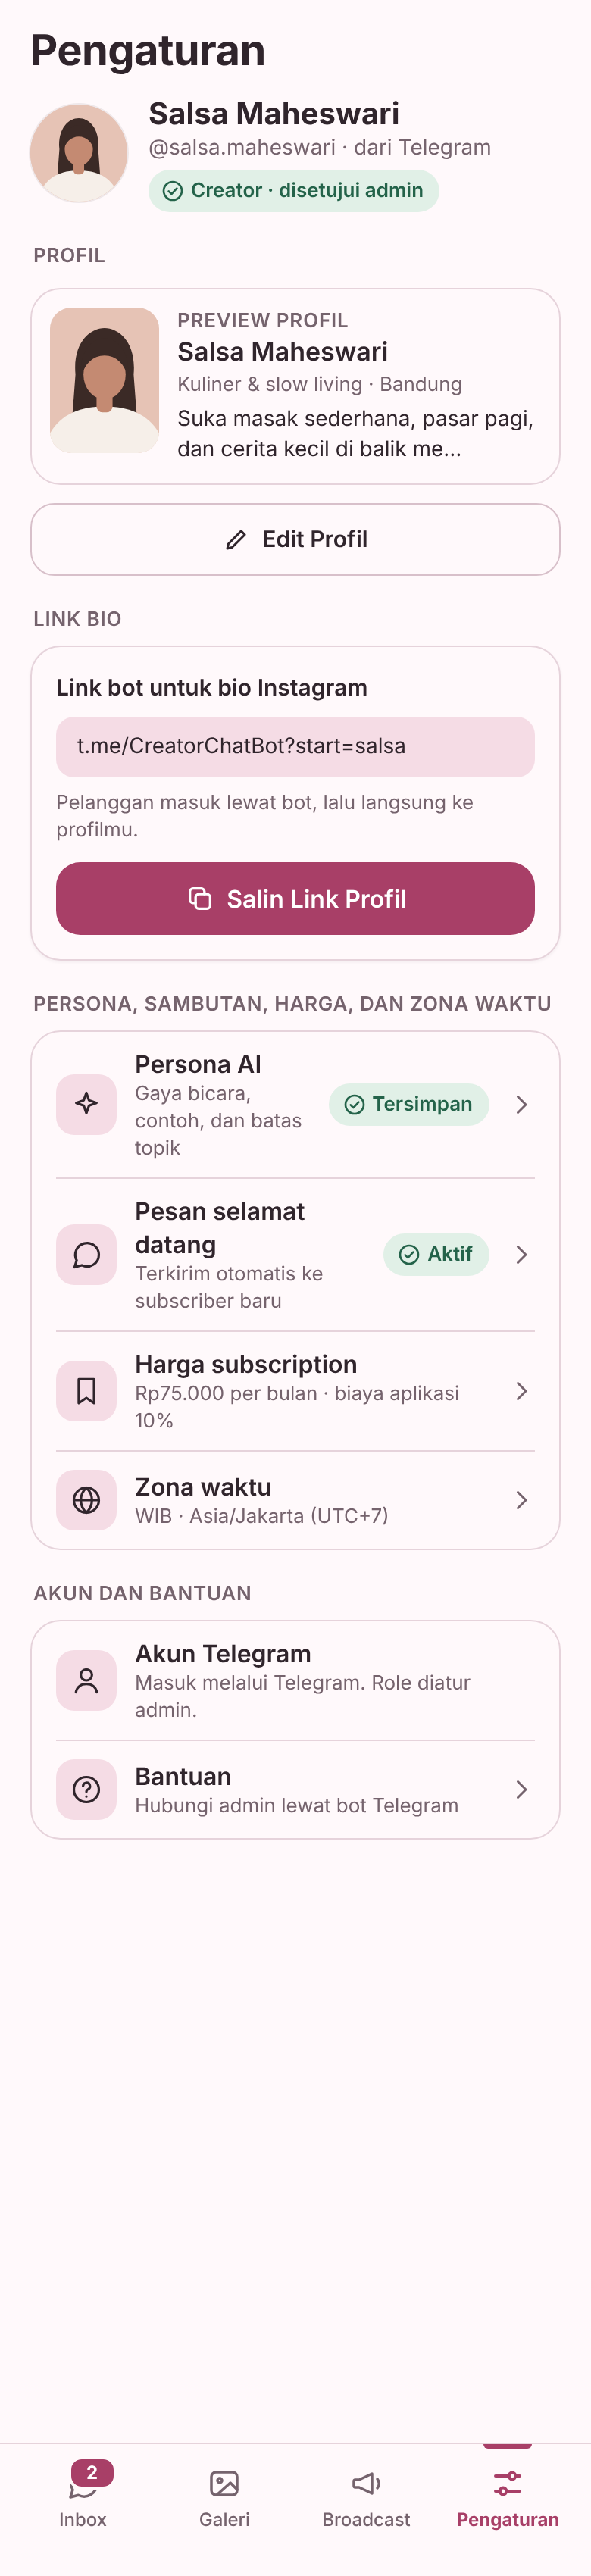 Pengaturan
Salsa Maheswari
@salsa.maheswari · dari Telegram
Creator · disetujui admin
PROFIL
PREVIEW PROFIL
Salsa Maheswari
Kuliner & slow living · Bandung
Suka masak sederhana, pasar pagi,
dan cerita kecil di balik me...
Edit Profil
LINK BIO
Link bot untuk bio Instagram
t.me/CreatorChatBot?start=salsa
Pelanggan masuk lewat bot, lalu langsung ke
profilmu.
Salin Link Profil
PERSONA, SAMBUTAN, HARGA, DAN ZONA WAKTU
Persona AI
Gaya bicara,
contoh, dan batas
topik
Tersimpan
Pesan selamat
datang
Terkirim otomatis ke
subscriber baru
Aktif
Harga subscription
Rp75.000 per bulan · biaya aplikasi
10%
Zona waktu
WIB · Asia/Jakarta (UTC+7)
AKUN DAN BANTUAN
Akun Telegram
Masuk melalui Telegram. Role diatur
admin.
Bantuan
Hubungi admin lewat bot Telegram
2
Inbox
Galeri
Broadcast
Pengaturan